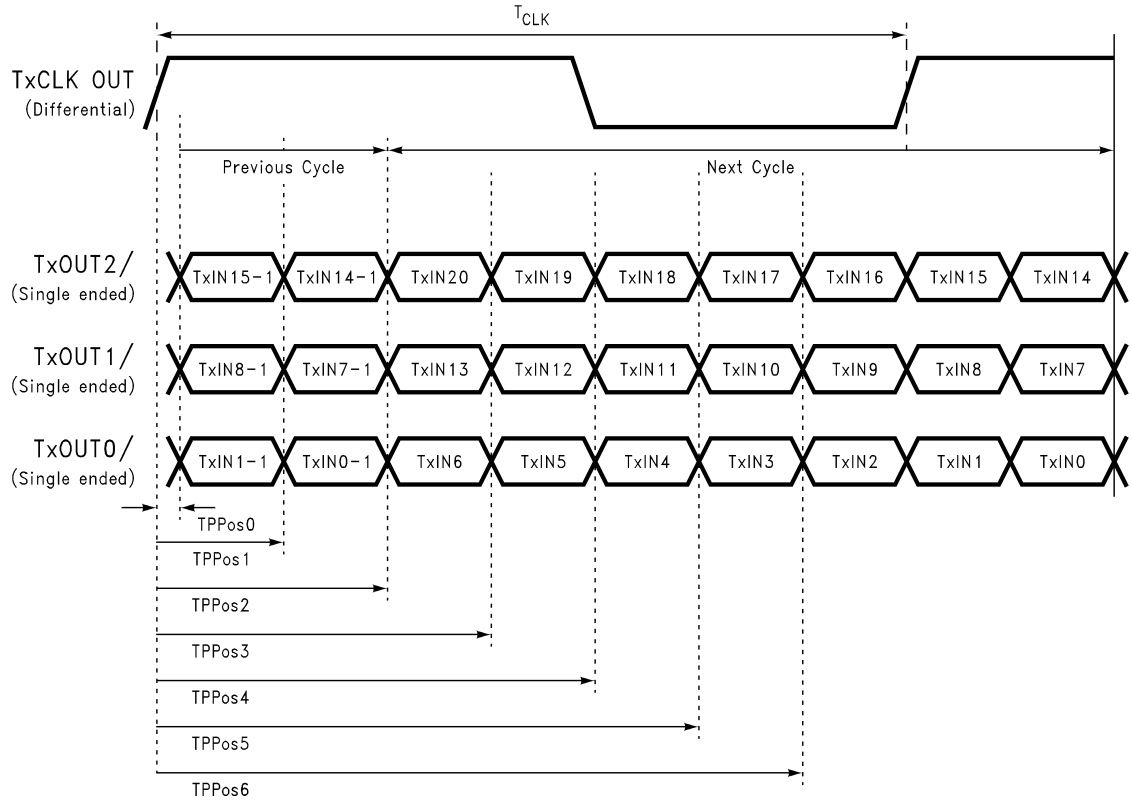 TCLK
TxCLK OUT
(Differential)
Previous Cycle
Next Cycle
TxOUT2/
(Single ended)
TxIN15-1 TxIN14-1 TxIN20 TxIN19 TxIN18 TxIN17 TxIN16 TxIN15 TxIN14
TxOUT1/
(Single ended)
TxIN8-1 TxIN7-1 TxIN13 TxIN12 TxIN11 TxIN10 TxIN9 TxIN8 TxIN7
TxOUT0/
(Single ended)
TxIN1-1 TxIN0-1 TxIN6 TxIN5 TxIN4 TxIN3 TxIN2 TxIN1 TxIN0
TPPos0
TPPos1
TPPos2
TPPos3
TPPos4
TPPos5
TPPos6